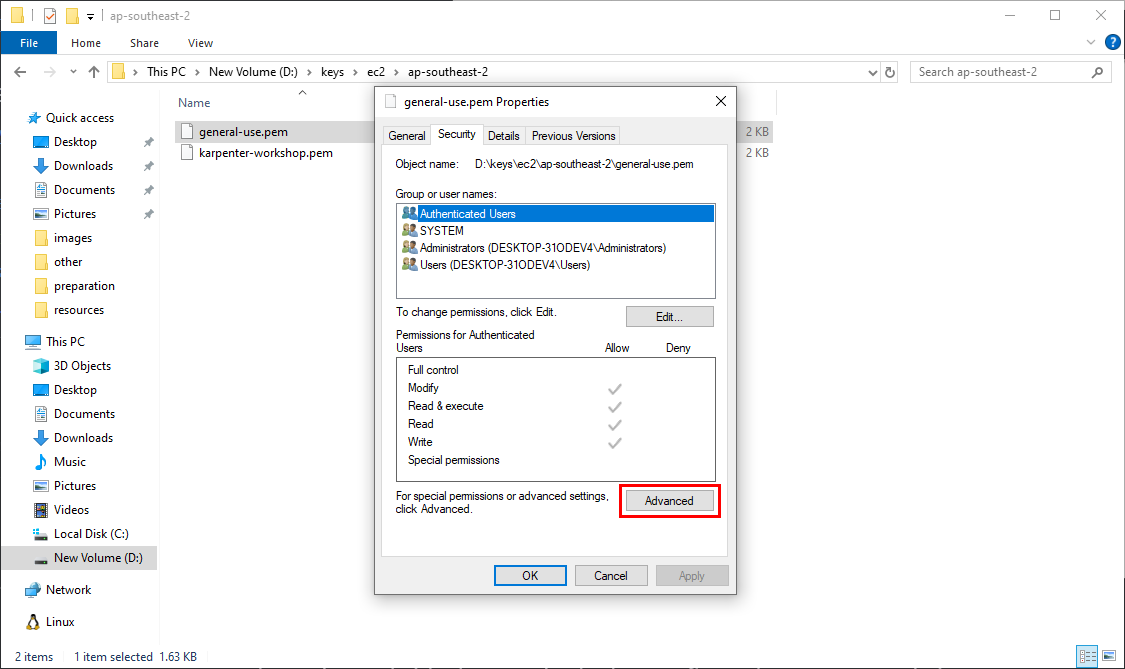 ap-southeast-2
File Home Share View
This PC New Volume (D:) keys ec2 ap-southeast-2
Search ap-southeast-2
Quick access
Desktop
Downloads
Documents
Pictures
images
other
preparation
resources
This PC
3D Objects
Desktop
Documents
Downloads
Music
Pictures
Videos
Local Disk (C:)
New Volume (D:)
Network
Linux
Name
general-use.pem 2 KB
karpenter-workshop.pem 2 KB
general-use.pem Properties
General Security Details Previous Versions
Object name: D:\keys\ec2\ap-southeast-2\general-use.pem
Group or user names:
Authenticated Users
SYSTEM
Administrators (DESKTOP-31ODEV4\Administrators)
Users (DESKTOP-31ODEV4\Users)
To change permissions, click Edit.
Edit...
Permissions for Authenticated
Users Allow Deny
Full control
Modify
Read & execute
Read
Write
Special permissions
For special permissions or advanced settings,
click Advanced.
Advanced
OK Cancel Apply
2 items 1 item selected 1.63 KB